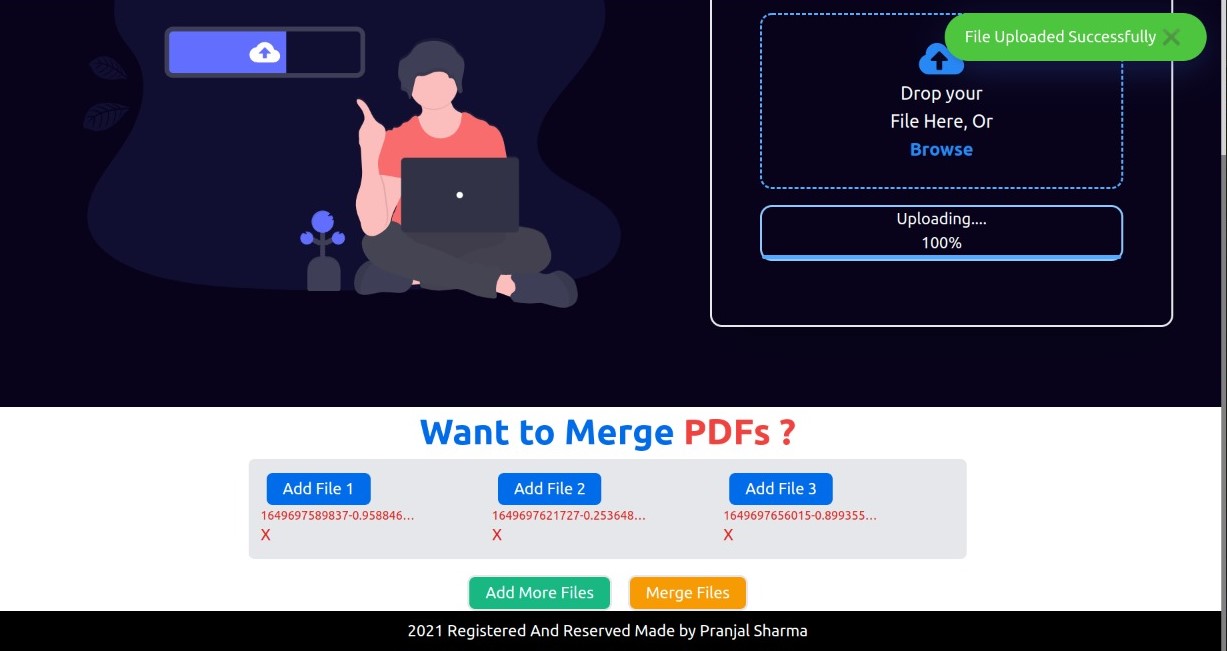 File Uploaded Successfully
Drop your
File Here, Or
Browse
Uploading....
100%
Want to Merge PDFs ?
Add File 1
Add File 2
Add File 3
1649697589837-0.958846...
1649697621727-0.253648...
1649697656015-0.899355...
X
X
X
Add More Files
Merge Files
2021 Registered And Reserved Made by Pranjal Sharma